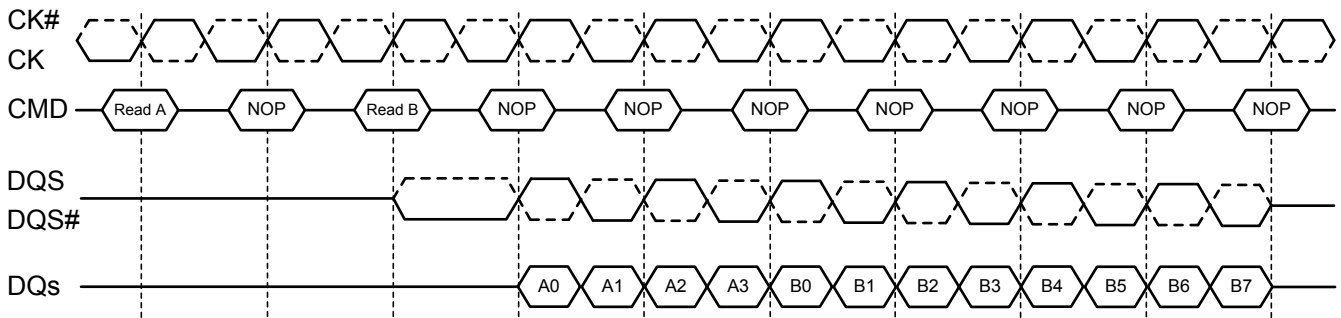 CK#
CK
CMD Read A NOP Read B NOP NOP NOP NOP NOP NOP NOP
DQS
DQS#
DQs A0 A1 A2 A3 B0 B1 B2 B3 B4 B5 B6 B7